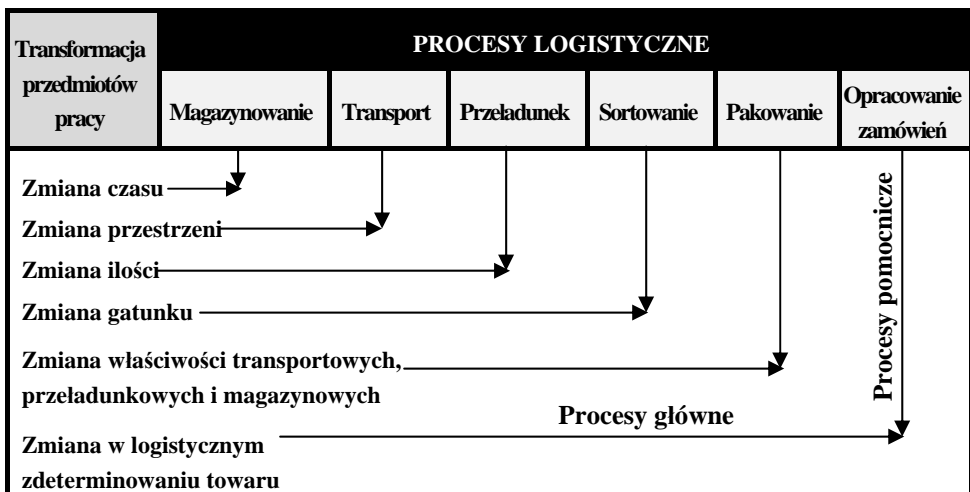 Transformacja
przedmiotów
pracy
PROCESY LOGISTYCZNE
Magazynowanie
Transport
Przeładunek
Sortowanie
Pakowanie
Opracowanie
zamówień
Zmiana czasu
Zmiana przestrzeni
Zmiana ilości
Zmiana gatunku
Zmiana właściwości transportowych,
przeładunkowych i magazynowych
Zmiana w logistycznym
zdeterminowaniu towaru
Procesy główne
Procesy pomocnicze